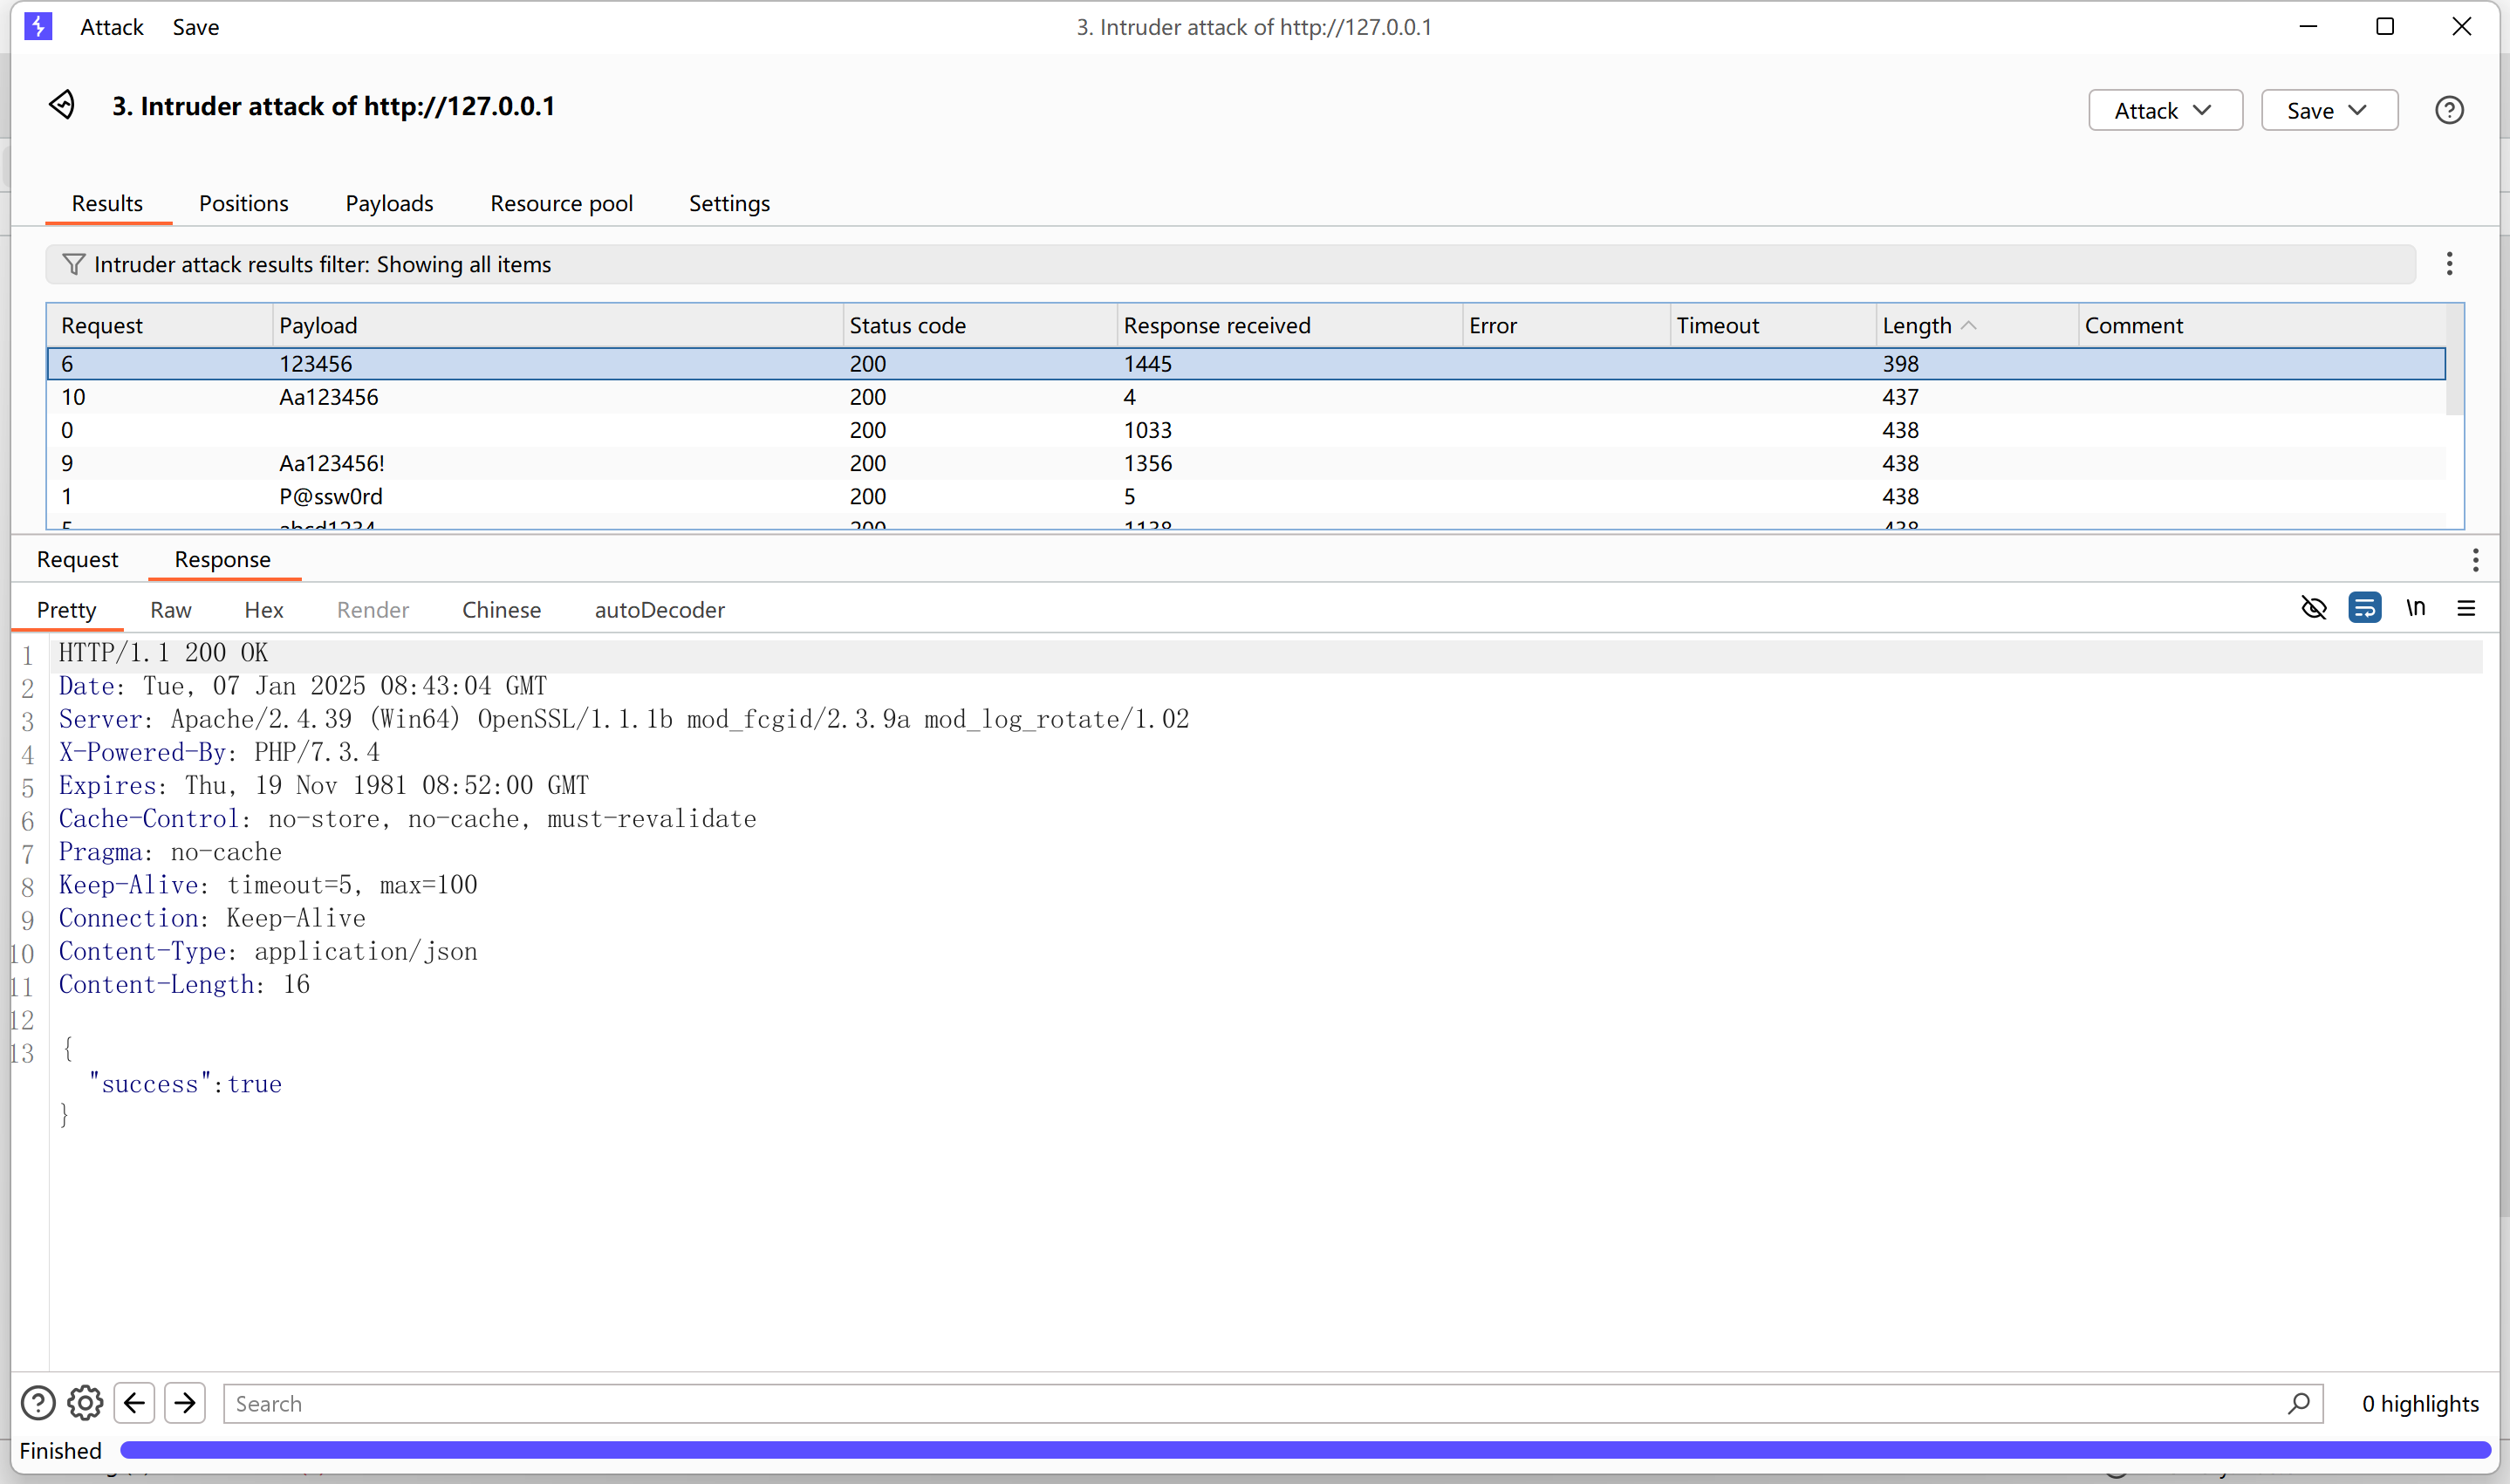 Attack Save 3. Intruder attack of http://127.0.0.1
3. Intruder attack of http://127.0.0.1 Attack Save
Results Positions Payloads Resource pool Settings
Intruder attack results filter: Showing all items
Request Payload Status code Response received Error Timeout Length Comment
6 123456 200 1445 398
10 Aa123456 200 4 437
0 200 1033 438
9 Aa123456! 200 1356 438
1 P@ssw0rd 200 5 438
5 abcd1234 200 1138 438
Request Response
Pretty Raw Hex Render Chinese autoDecoder \n
1 HTTP/1.1 200 OK
2 Date: Tue, 07 Jan 2025 08:43:04 GMT
3 Server: Apache/2.4.39 (Win64) OpenSSL/1.1.1b mod_fcgid/2.3.9a mod_log_rotate/1.02
4 X-Powered-By: PHP/7.3.4
5 Expires: Thu, 19 Nov 1981 08:52:00 GMT
6 Cache-Control: no-store, no-cache, must-revalidate
7 Pragma: no-cache
8 Keep-Alive: timeout=5, max=100
9 Connection: Keep-Alive
10 Content-Type: application/json
11 Content-Length: 16
12
13 {
"success":true
}
Search 0 highlights
Finished